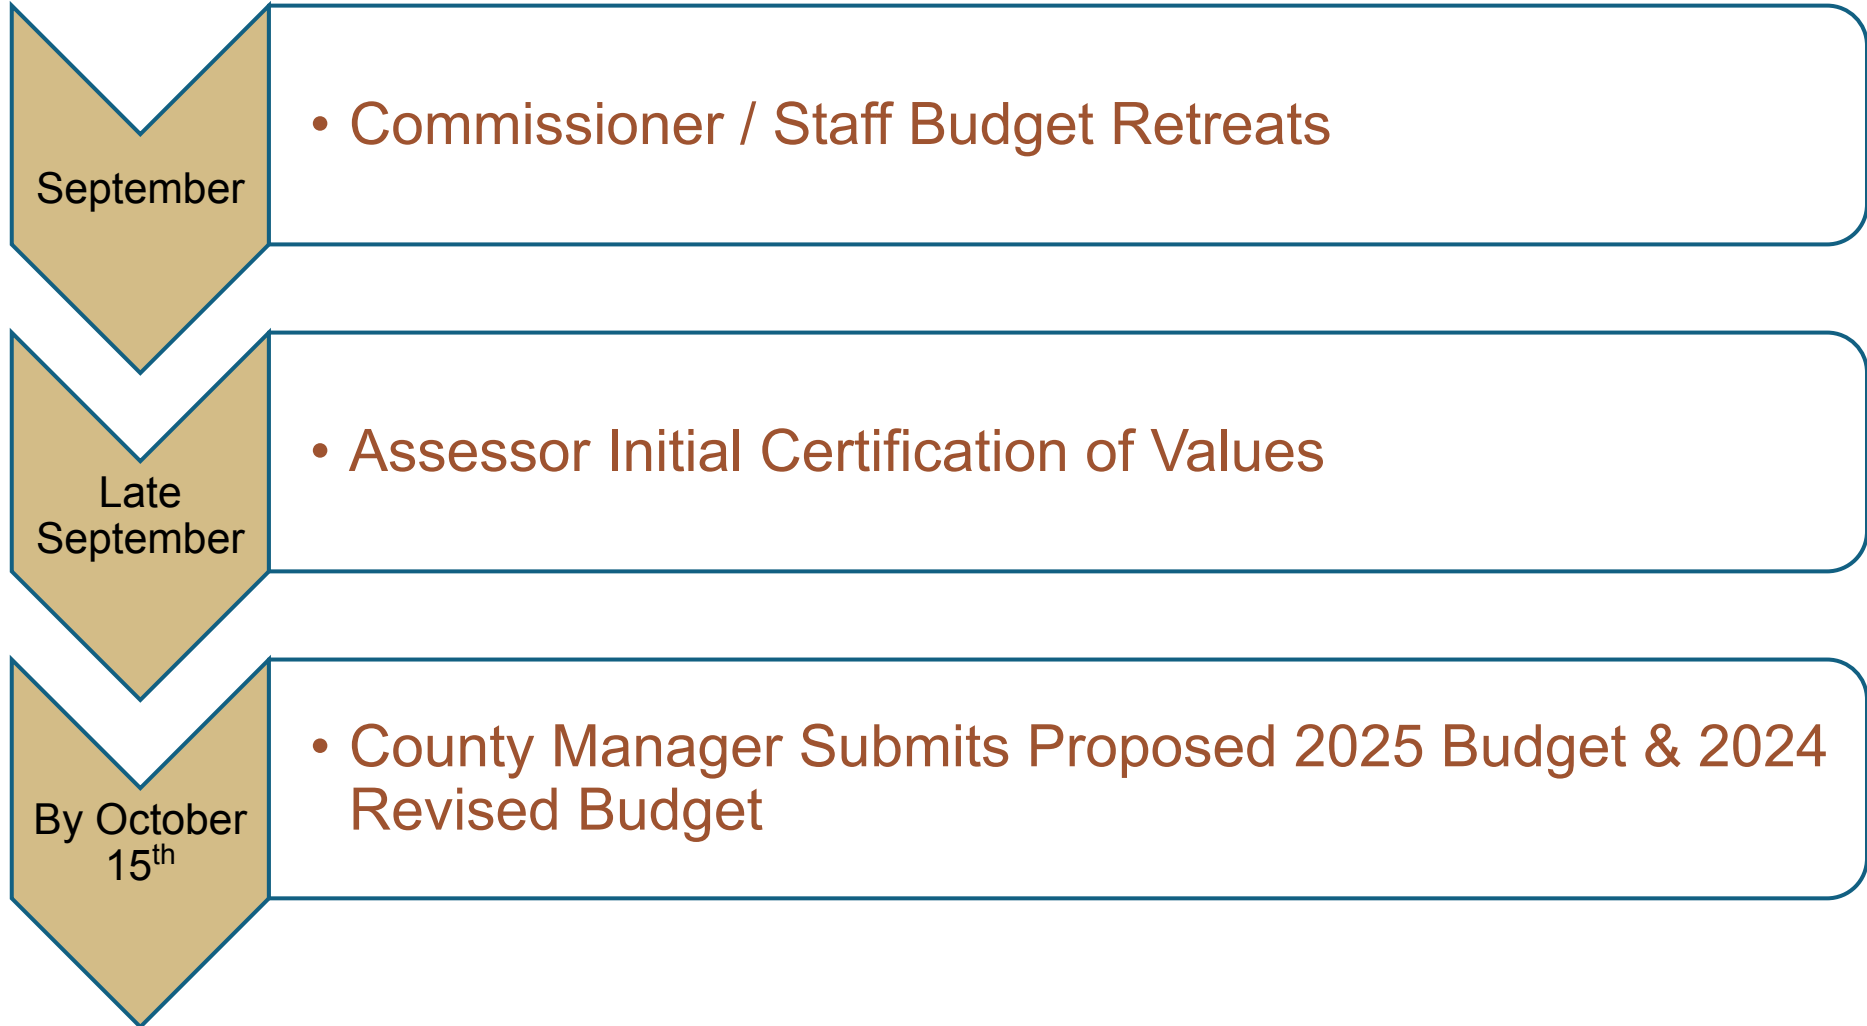 September
• Commissioner / Staff Budget Retreats
Late
September
• Assessor Initial Certification of Values
By October
15th
• County Manager Submits Proposed 2025 Budget & 2024
Revised Budget